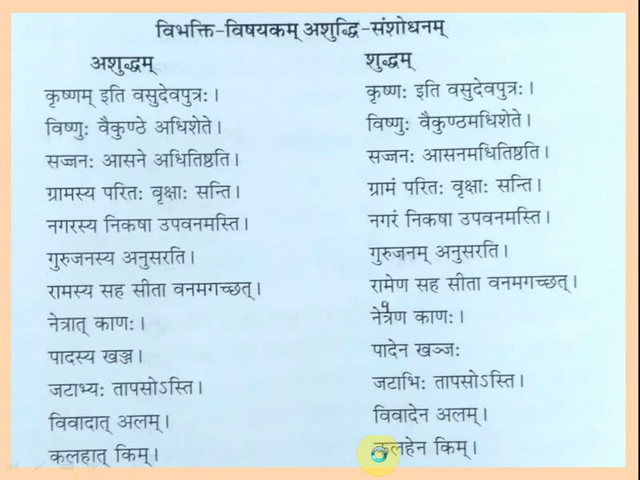 विभक्ति-विषयकम् अशुद्धि-संशोधनम्
अशुद्धम् शुद्धम्
कृष्णम् इति वसुदेवपुत्रः। कृष्णः इति वसुदेवपुत्रः।
विष्णुः वैकुण्ठे अधिशेते। विष्णुः वैकुण्ठमधिशेते।
सज्जनः आसने अधितिष्ठति। सज्जनः आसनमधितिष्ठति।
ग्रामस्य परितः वृक्षाः सन्ति। ग्रामं परितः वृक्षाः सन्ति।
नगरस्य निकषा उपवनमस्ति। नगरं निकषा उपवनमस्ति।
गुरुजनस्य अनुसरति। गुरुजनम् अनुसरति।
रामस्य सह सीता वनमगच्छत्। रामेण सह सीता वनमगच्छत्।
नेत्रात् काणः। नेत्रेण काणः।
पादस्य खञ्ज। पादेन खञ्जः
जटाभ्यः तापसोऽस्ति। जटाभिः तापसोऽस्ति।
विवादात् अलम्। विवादेन अलम्।
कलहात् किम्। कलहेन किम्।